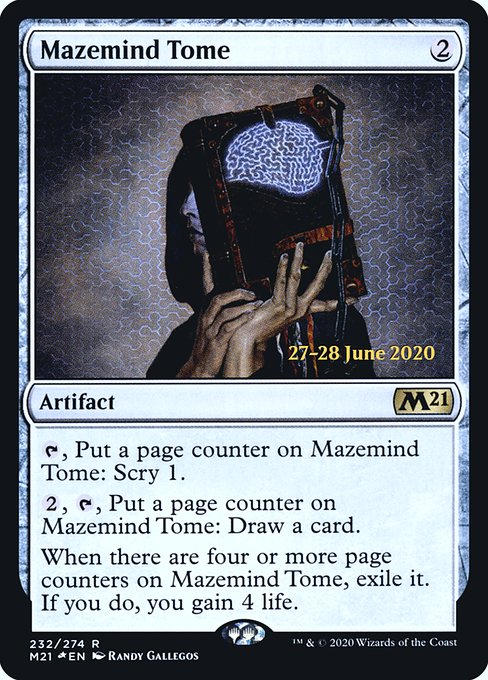 Mazemind Tome 2
27–28 June 2020
Artifact M21
, Put a page counter on Mazemind
Tome: Scry 1.
2, , Put a page counter on
Mazemind Tome: Draw a card.
When there are four or more page
counters on Mazemind Tome, exile it.
If you do, you gain 4 life.
232/274 R
M21 EN Randy Gallegos
™ & © 2020 Wizards of the Coast